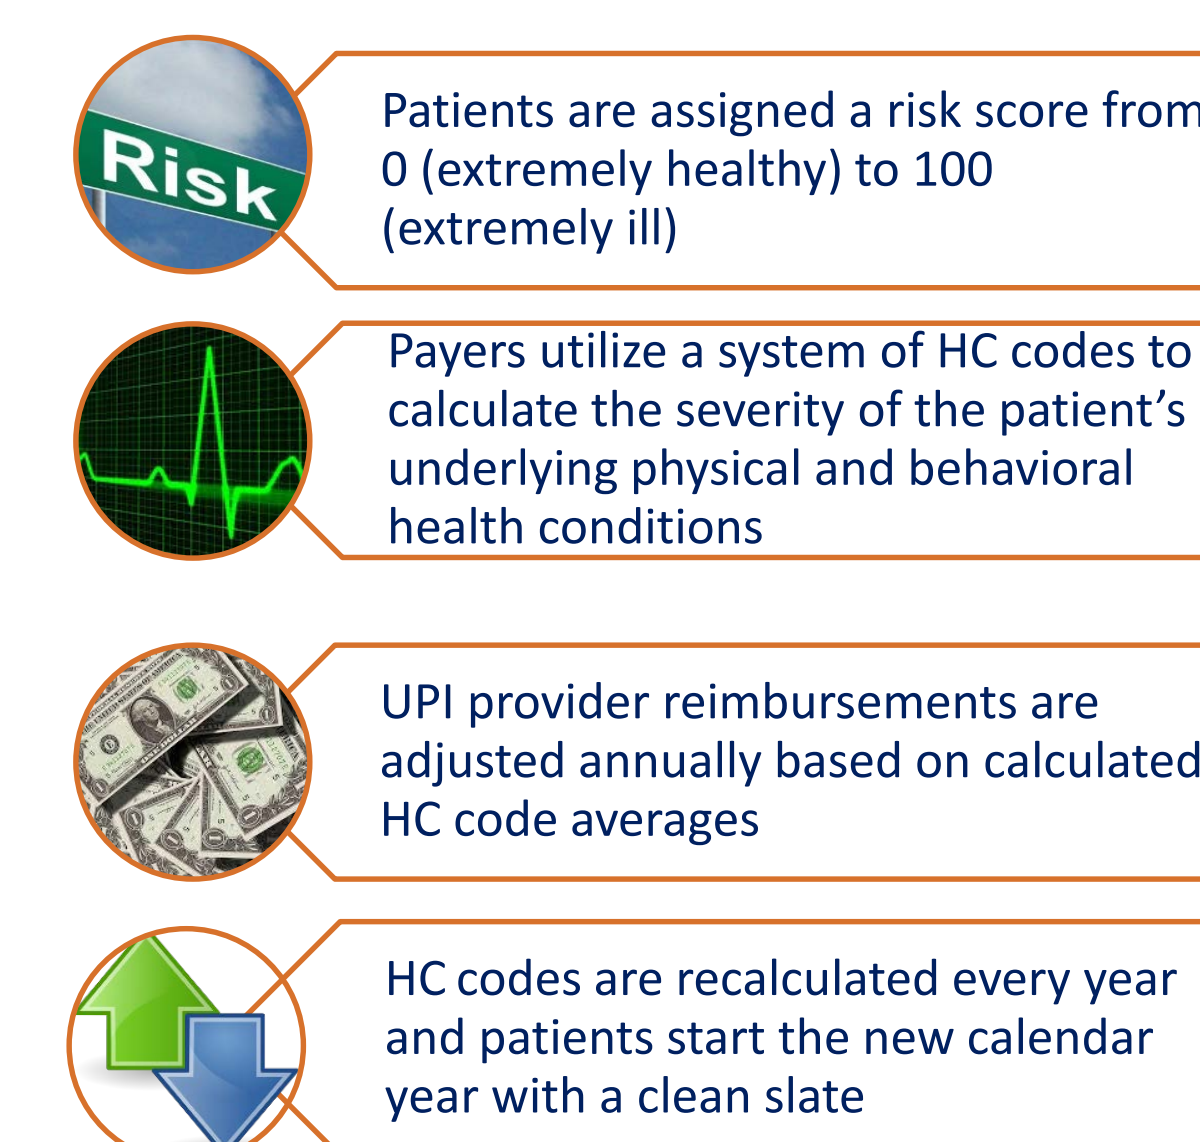 Risk
Patients are assigned a risk score from
0 (extremely healthy) to 100
(extremely ill)
Payers utilize a system of HC codes to
calculate the severity of the patient’s
underlying physical and behavioral
health conditions
UPI provider reimbursements are
adjusted annually based on calculated
HC code averages
HC codes are recalculated every year
and patients start the new calendar
year with a clean slate